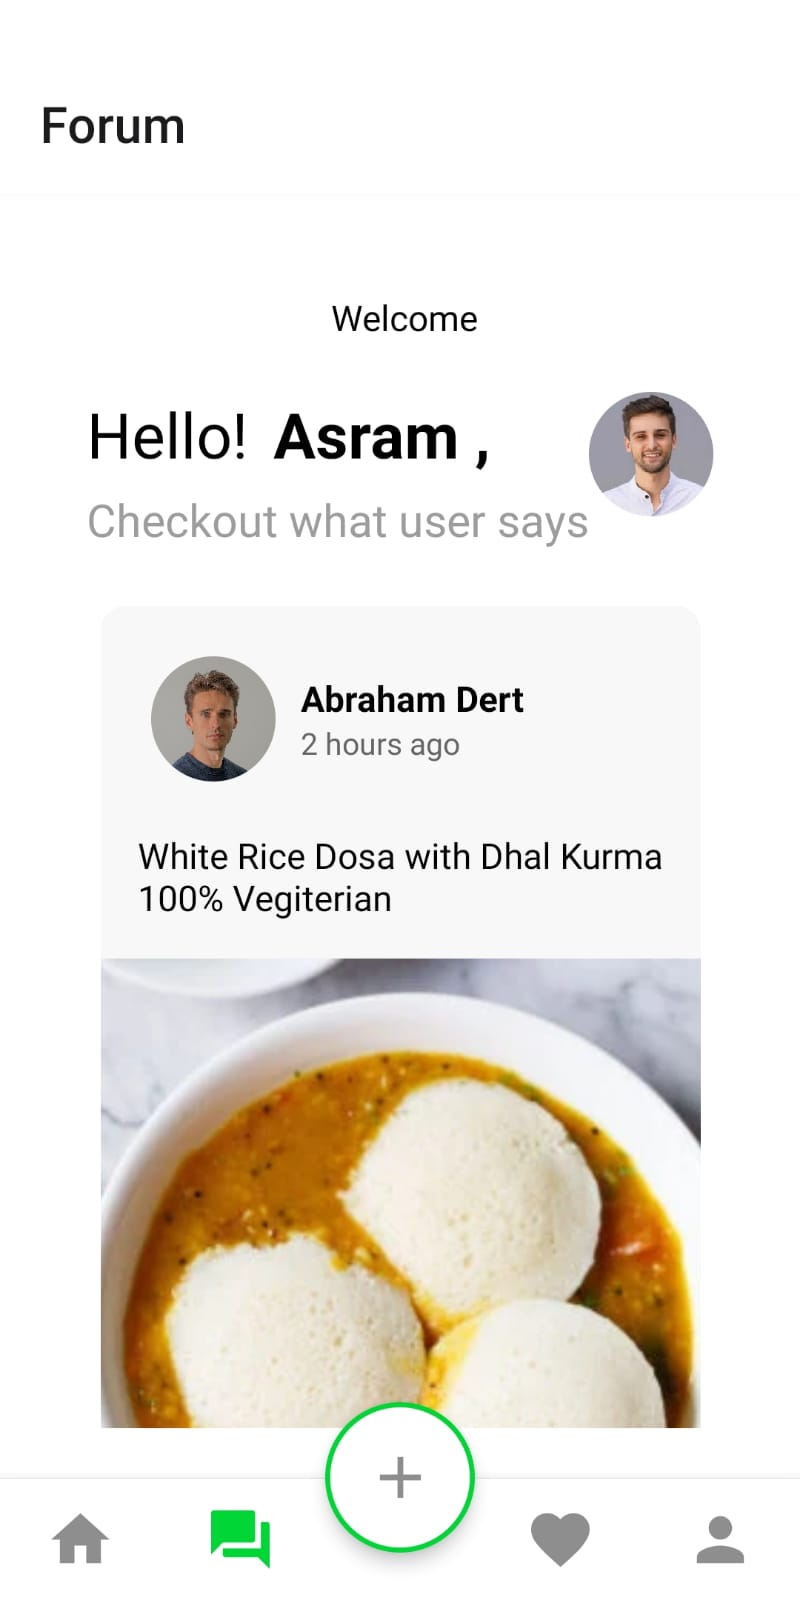 Forum
Welcome
Hello! Asram ,
Checkout what user says
Abraham Dert
2 hours ago
White Rice Dosa with Dhal Kurma
100% Vegiterian